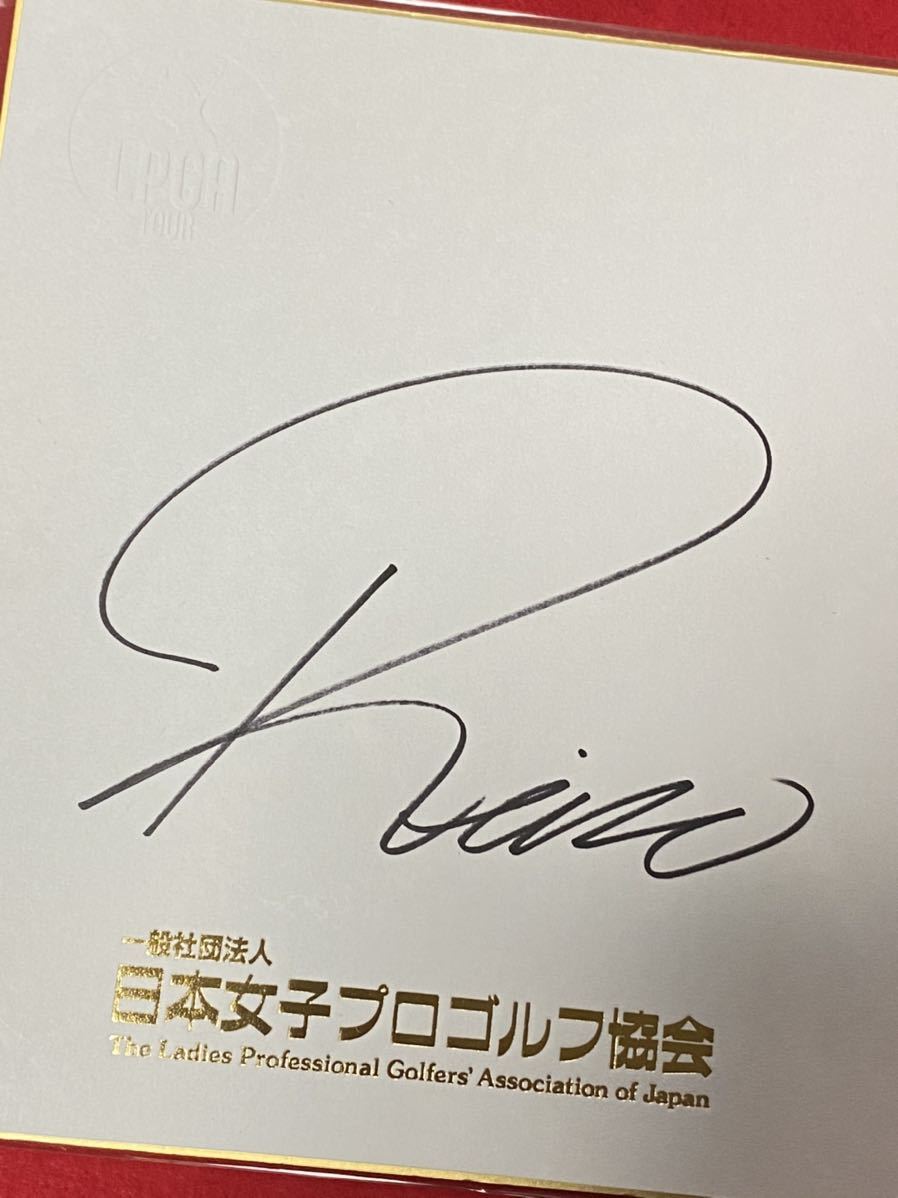 LPGA
TOUR
一般社団法人
日本女子プロゴルフ協会
The Ladies Professional Golfers' Association of Japan